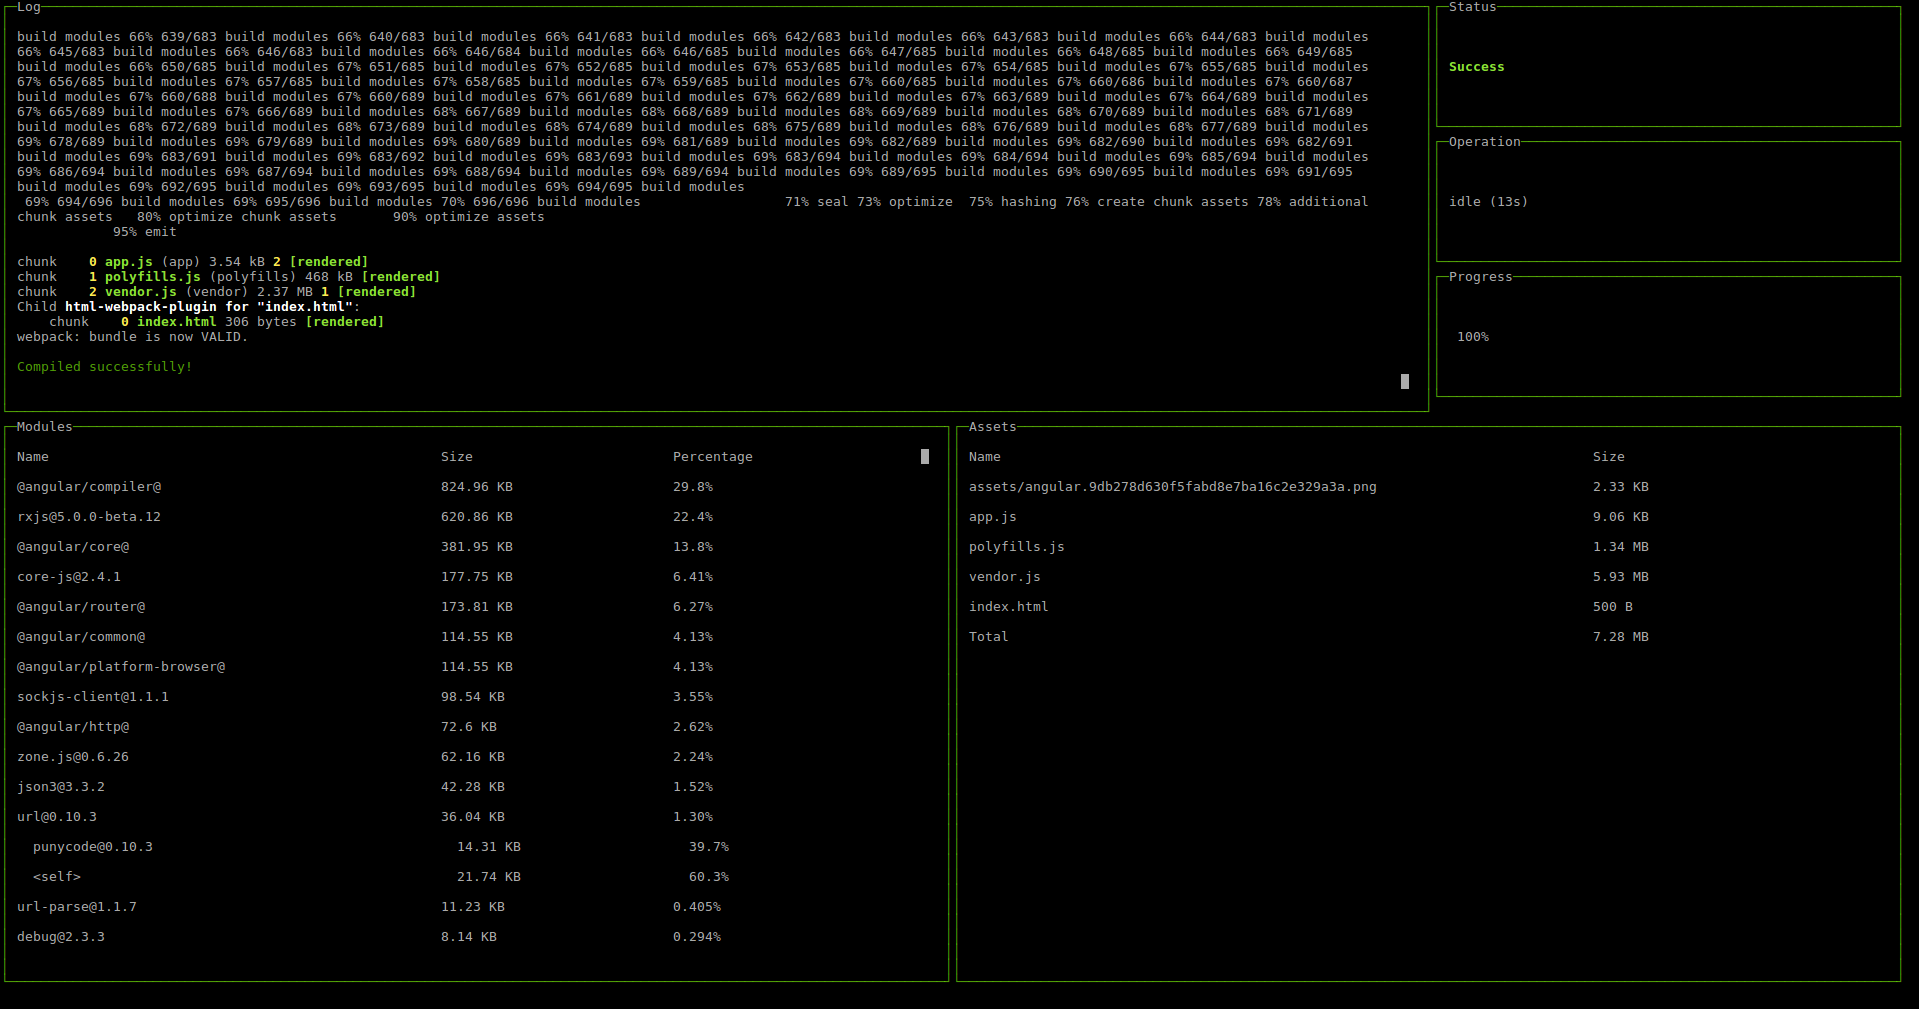 Log
build modules 66% 639/683 build modules 66% 640/683 build modules 66% 641/683 build modules 66% 642/683 build modules 66% 643/683 build modules 66% 644/683 build modules
66% 645/683 build modules 66% 646/683 build modules 66% 646/684 build modules 66% 646/685 build modules 66% 647/685 build modules 66% 648/685 build modules 66% 649/685
build modules 66% 650/685 build modules 67% 651/685 build modules 67% 652/685 build modules 67% 653/685 build modules 67% 654/685 build modules 67% 655/685 build modules
67% 656/685 build modules 67% 657/685 build modules 67% 658/685 build modules 67% 659/685 build modules 67% 660/685 build modules 67% 660/686 build modules 67% 660/687
build modules 67% 660/688 build modules 67% 660/689 build modules 67% 661/689 build modules 67% 662/689 build modules 67% 663/689 build modules 67% 664/689 build modules
67% 665/689 build modules 67% 666/689 build modules 68% 667/689 build modules 68% 668/689 build modules 68% 669/689 build modules 68% 670/689 build modules 68% 671/689
build modules 68% 672/689 build modules 68% 673/689 build modules 68% 674/689 build modules 68% 675/689 build modules 68% 676/689 build modules 68% 677/689 build modules
69% 678/689 build modules 69% 679/689 build modules 69% 680/689 build modules 69% 681/689 build modules 69% 682/689 build modules 69% 682/690 build modules 69% 682/691
build modules 69% 683/691 build modules 69% 683/692 build modules 69% 683/693 build modules 69% 683/694 build modules 69% 684/694 build modules 69% 685/694 build modules
69% 686/694 build modules 69% 687/694 build modules 69% 688/694 build modules 69% 689/694 build modules 69% 689/695 build modules 69% 690/695 build modules 69% 691/695
build modules 69% 692/695 build modules 69% 693/695 build modules 69% 694/695 build modules
69% 694/696 build modules 69% 695/696 build modules 70% 696/696 build modules 71% seal 73% optimize 75% hashing 76% create chunk assets 78% additional
chunk assets 80% optimize chunk assets 90% optimize assets
95% emit
chunk 0 app.js (app) 3.54 kB 2 [rendered]
chunk 1 polyfills.js (polyfills) 468 kB [rendered]
chunk 2 vendor.js (vendor) 2.37 MB 1 [rendered]
Child html-webpack-plugin for "index.html":
chunk 0 index.html 306 bytes [rendered]
webpack: bundle is now VALID.
Compiled successfully!
Status
Success
Operation
idle (13s)
Progress
100%
Modules
Name Size Percentage
@angular/compiler@ 824.96 KB 29.8%
rxjs@5.0.0-beta.12 620.86 KB 22.4%
@angular/core@ 381.95 KB 13.8%
core-js@2.4.1 177.75 KB 6.41%
@angular/router@ 173.81 KB 6.27%
@angular/common@ 114.55 KB 4.13%
@angular/platform-browser@ 114.55 KB 4.13%
sockjs-client@1.1.1 98.54 KB 3.55%
@angular/http@ 72.6 KB 2.62%
zone.js@0.6.26 62.16 KB 2.24%
json3@3.3.2 42.28 KB 1.52%
url@0.10.3 36.04 KB 1.30%
punycode@0.10.3 14.31 KB 39.7%
<self> 21.74 KB 60.3%
url-parse@1.1.7 11.23 KB 0.405%
debug@2.3.3 8.14 KB 0.294%
Assets
Name Size
assets/angular.9db278d630f5fabd8e7ba16c2e329a3a.png 2.33 KB
app.js 9.06 KB
polyfills.js 1.34 MB
vendor.js 5.93 MB
index.html 500 B
Total 7.28 MB